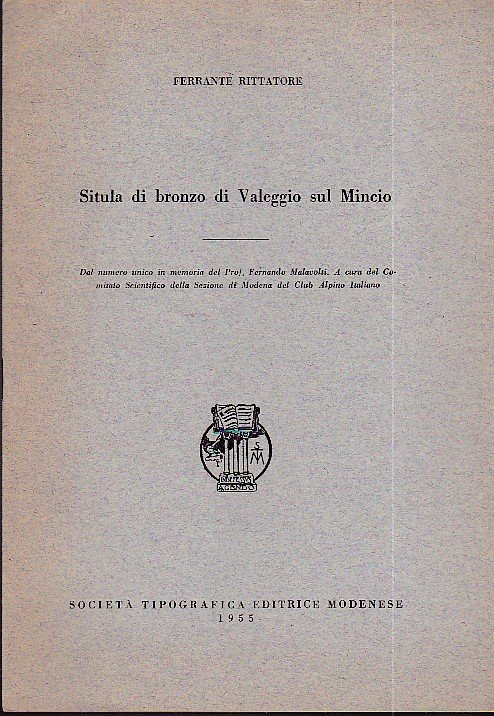 FERRANTE RITTATORE
Situla di bronzo di Valeggio sul Mincio
Dal numero unico in memoria del Prof. Fernando Malavolti. A cura del Co-
mitato Scientifico della Sezione di Modena del Club Alpino Italiano
S
M
AGENDO
SOCIETÀ TIPOGRAFICA EDITRICE MODENESE
1955